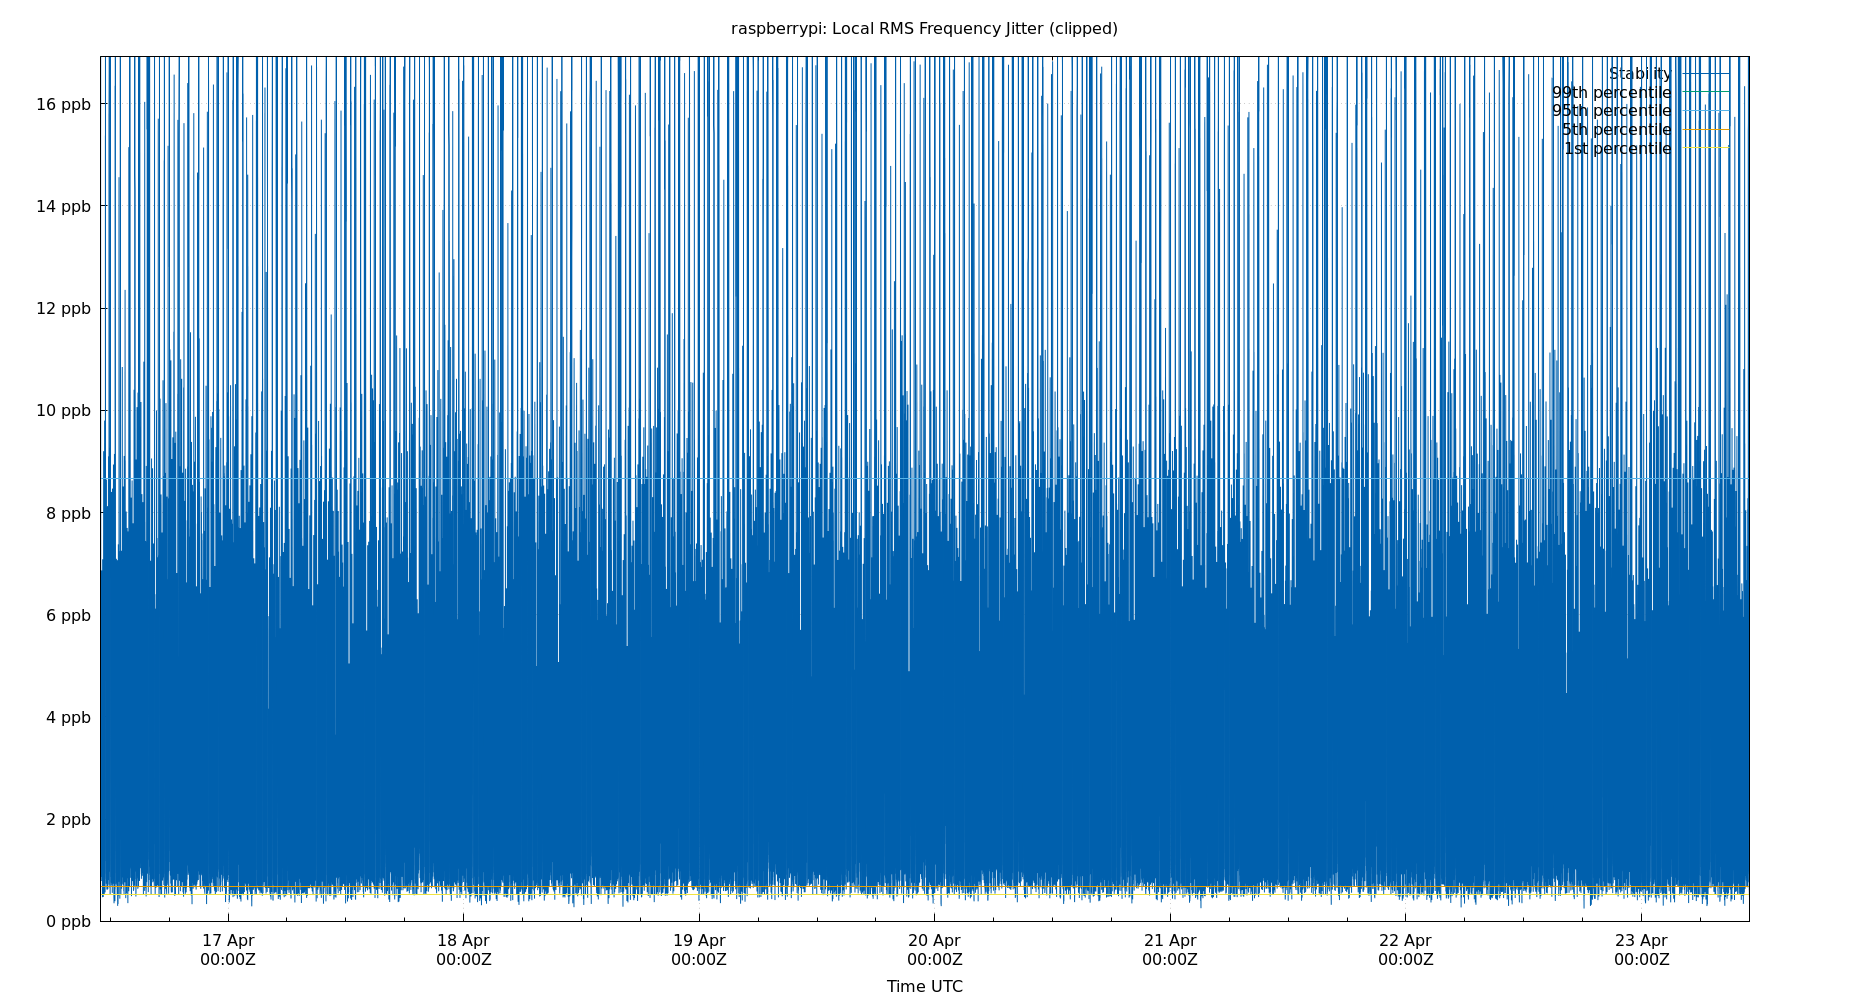 raspberrypi: Local RMS Frequency Jitter (clipped)
Stability
99th percentile
95th percentile
5th percentile
1st percentile
16 ppb
14 ppb
12 ppb
10 ppb
8 ppb
6 ppb
4 ppb
2 ppb
0 ppb
17 Apr 18 Apr 19 Apr 20 Apr 21 Apr 22 Apr 23 Apr
00:00Z 00:00Z 00:00Z 00:00Z 00:00Z 00:00Z 00:00Z
Time UTC